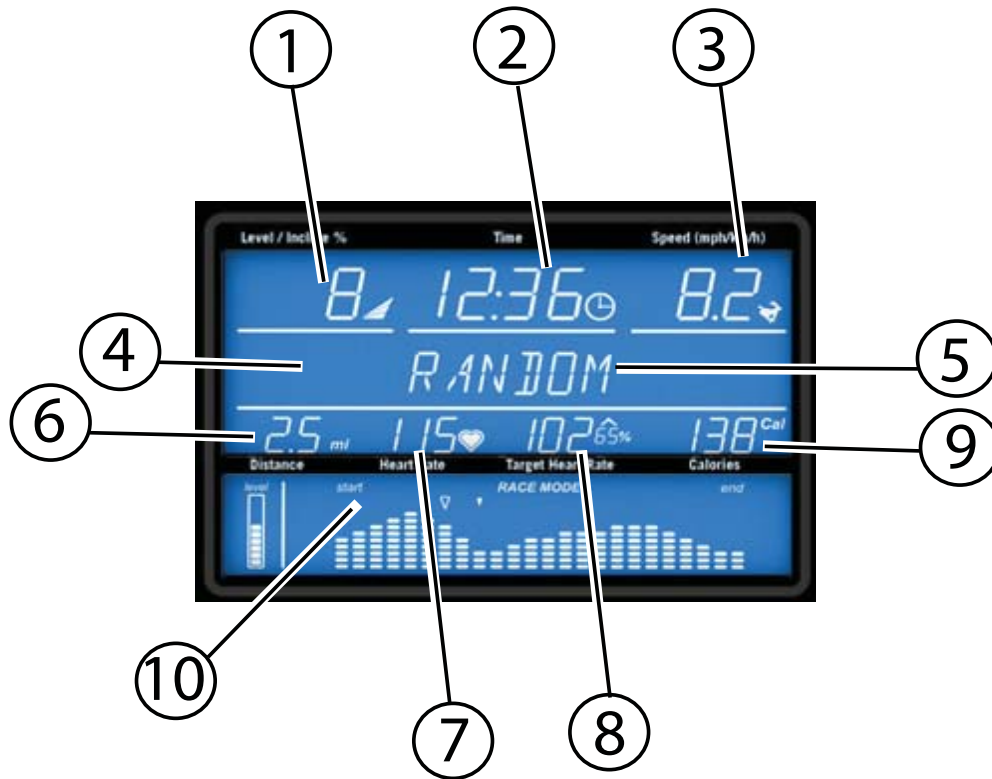 1 2 3
Level / Incline % Time Speed (mph/km/h)
8 12:36 8.2
4 RANDOM 5
6 2.5 mi 115 102 65% 138 Cal 9
Distance Heart Rate Target Heart Rate Calories
level start RACE MODE end
10 7 8